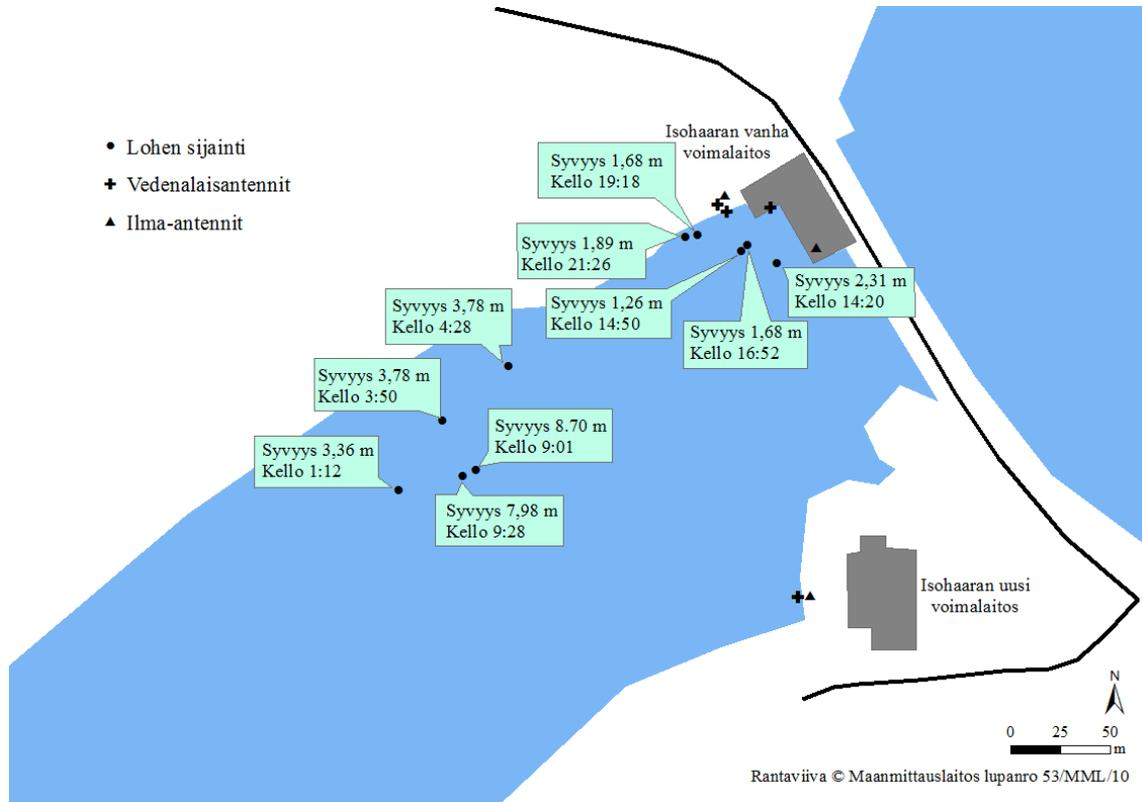 Lohen sijainti
Vedenalaisantennit
Ilma-antennit
Isohaaran vanha
voimalaitos
Syvyys 1,68 m
Kello 19:18
Syvyys 1,89 m
Kello 21:26
Syvyys 2,31 m
Kello 14:20
Syvyys 1,26 m
Kello 14:50
Syvyys 1,68 m
Kello 16:52
Syvyys 3,78 m
Kello 4:28
Syvyys 3,78 m
Kello 3:50
Syvyys 8.70 m
Kello 9:01
Syvyys 3,36 m
Kello 1:12
Syvyys 7,98 m
Kello 9:28
Isohaaran uusi
voimalaitos
N
0 25 50
m
Rantaviiva © Maanmittauslaitos lupanro 53/MML/10